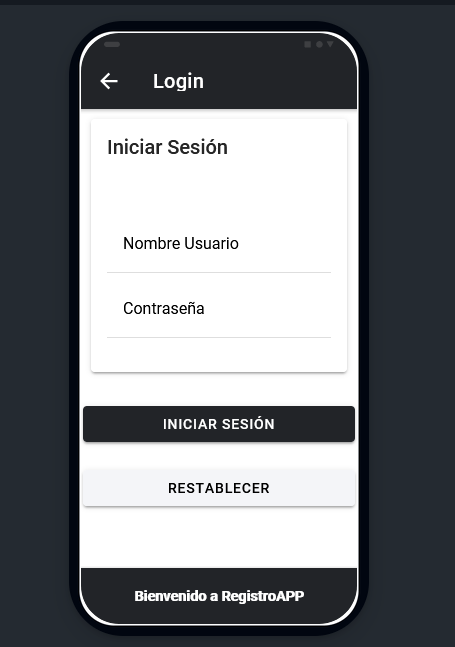 Login
Iniciar Sesión
Nombre Usuario
Contraseña
INICIAR SESIÓN
RESTABLECER
Bienvenido a RegistroAPP